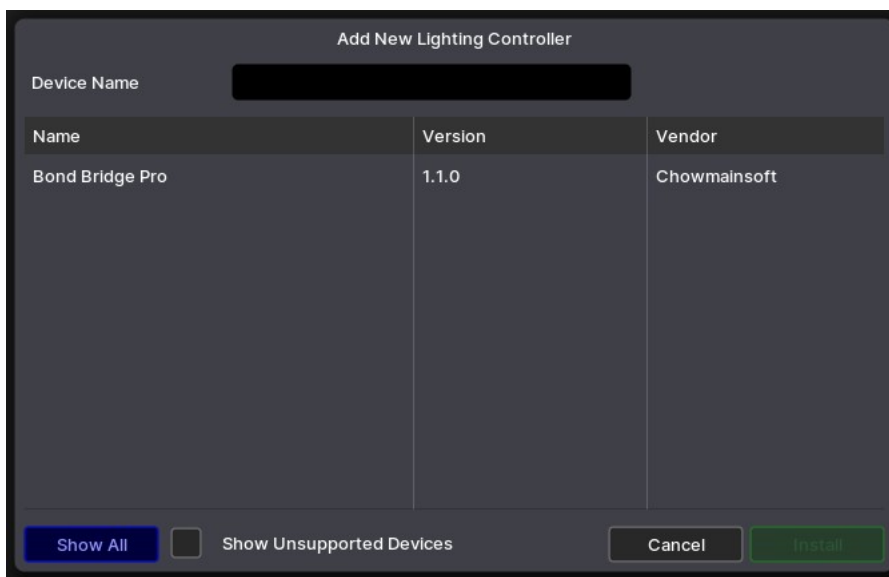 Add New Lighting Controller
Device Name
Name Version Vendor
Bond Bridge Pro 1.1.0 Chowmainsoft
Show All Show Unsupported Devices Cancel Install